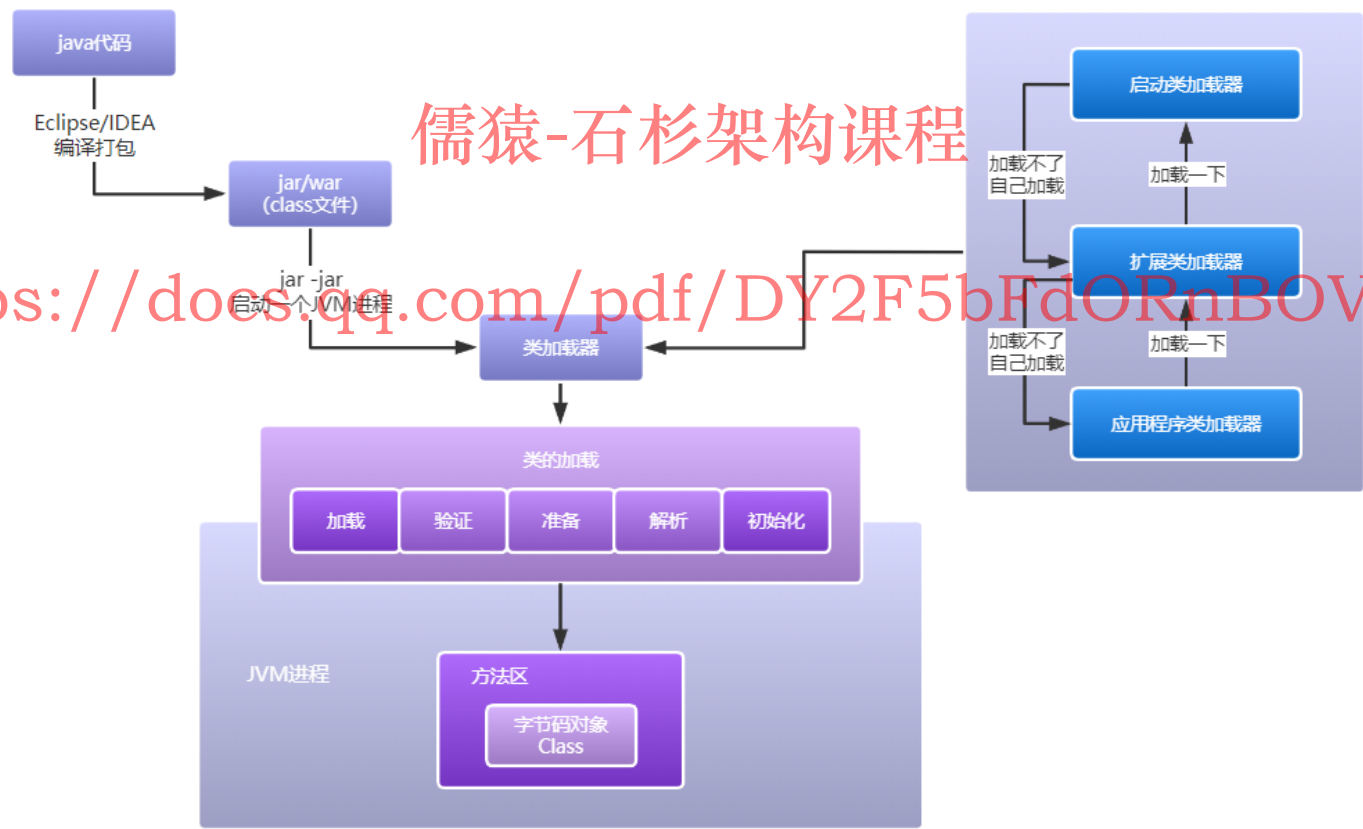 java代码
Eclipse/IDEA
编译打包
jar/war
(class文件)
jar -jar
启动一个JVM进程
类加载器
类的加载
加载
验证
准备
解析
初始化
JVM进程
方法区
字节码对象
Class
启动类加载器
加载不了
自己加载
加载一下
扩展类加载器
加载不了
自己加载
加载一下
应用程序类加载器
儒猿-石杉架构课程
ps://docs.qq.com/pdf/DY2F5bFdORnBOV